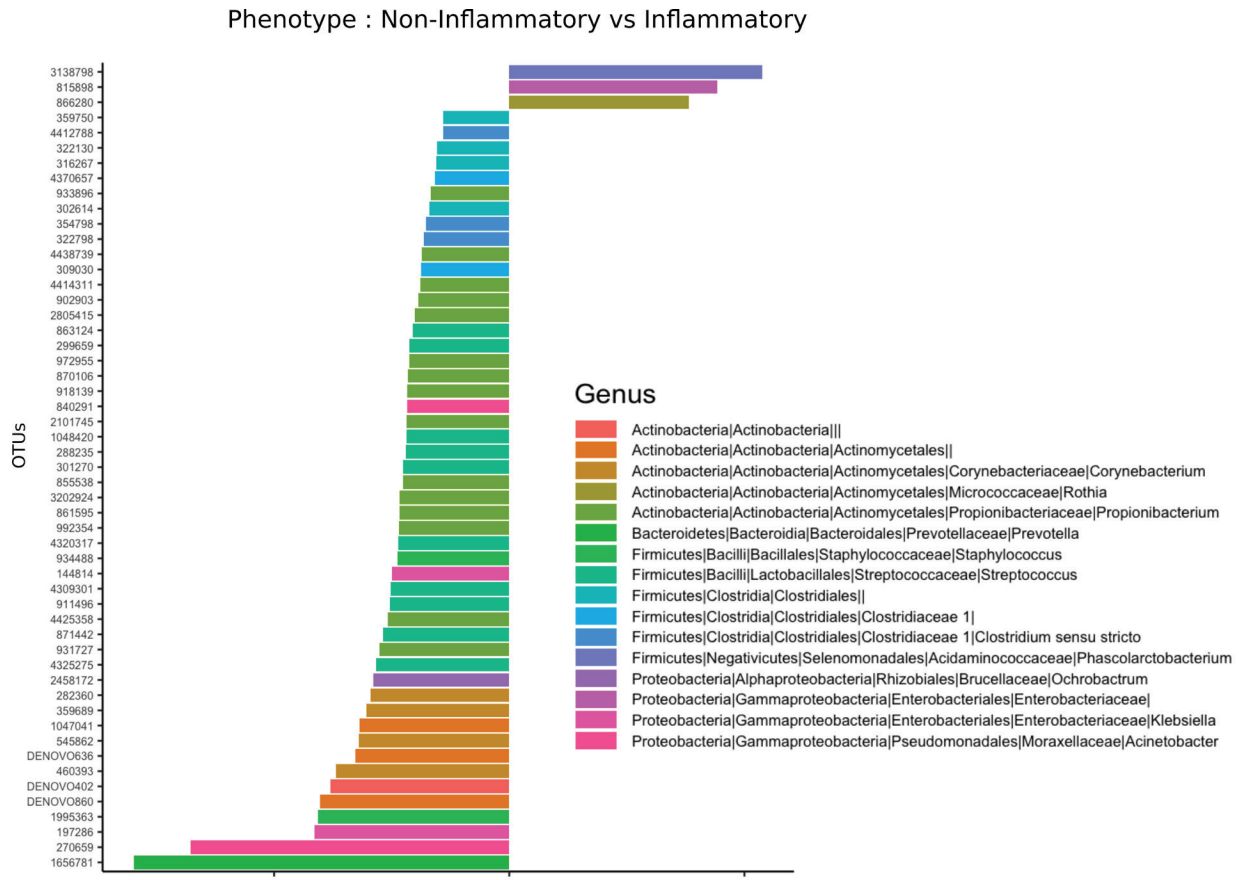 Phenotype : Non-Inflammatory vs Inflammatory
3138798
815898
866280
359750
4412788
322130
316267
4370657
933896
302614
354798
322798
4438739
309030
4414311
902903
2805415
863124
299659
972955
870106
918139
840291
2101745
1048420
288235
301270
855538
3202924
861595
992354
4320317
934488
144814
4309301
911496
4425358
871442
931727
4325275
2458172
282360
359689
1047041
545862
DENOVO636
460393
DENOVO402
DENOVO860
1995363
197286
270659
1656781
OTUs
Genus
Actinobacteria|Actinobacteria|||
Actinobacteria|Actinobacteria|Actinomycetales||
Actinobacteria|Actinobacteria|Actinomycetales|Corynebacteriaceae|Corynebacterium
Actinobacteria|Actinobacteria|Actinomycetales|Micrococcaceae|Rothia
Actinobacteria|Actinobacteria|Actinomycetales|Propionibacteriaceae|Propionibacterium
Bacteroidetes|Bacteroidia|Bacteroidales|Prevotellaceae|Prevotella
Firmicutes|Bacilli|Bacillales|Staphylococcaceae|Staphylococcus
Firmicutes|Bacilli|Lactobacillales|Streptococcaceae|Streptococcus
Firmicutes|Clostridia|Clostridiales||
Firmicutes|Clostridia|Clostridiales|Clostridiaceae 1|
Firmicutes|Clostridia|Clostridiales|Clostridiaceae 1|Clostridium sensu stricto
Firmicutes|Negativicutes|Selenomonadales|Acidaminococcaceae|Phascolarctobacterium
Proteobacteria|Alphaproteobacteria|Rhizobiales|Brucellaceae|Ochrobactrum
Proteobacteria|Gammaproteobacteria|Enterobacteriales|Enterobacteriaceae|
Proteobacteria|Gammaproteobacteria|Enterobacteriales|Enterobacteriaceae|Klebsiella
Proteobacteria|Gammaproteobacteria|Pseudomonadales|Moraxellaceae|Acinetobacter